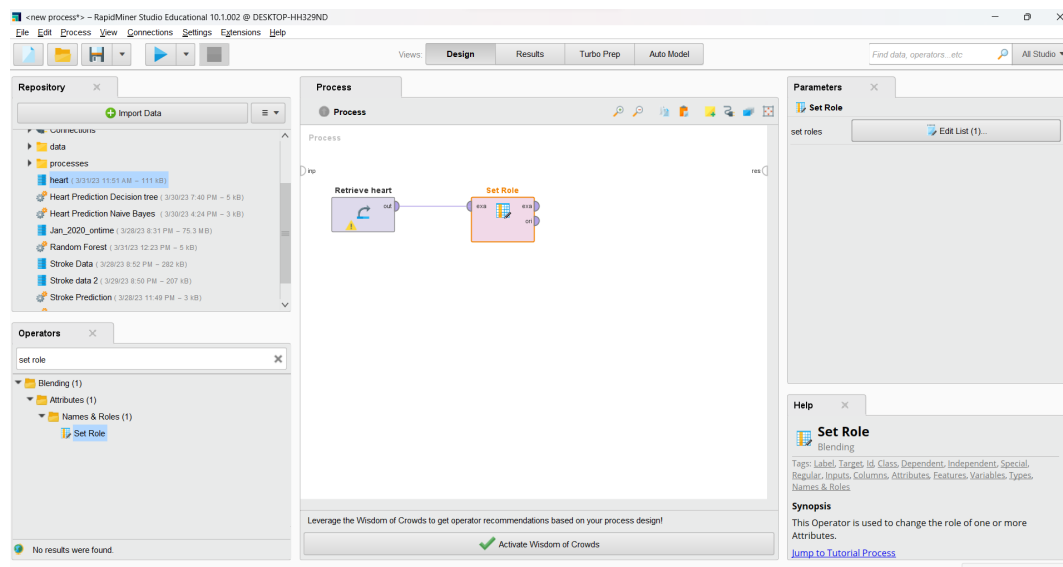 <new process*> – RapidMiner Studio Educational 10.1.002 @ DESKTOP-HH329ND
File Edit Process View Connections Settings Extensions Help
Views: Design Results Turbo Prep Auto Model Find data, operators...etc All Studio
Repository
Import Data
Connections
data
processes
heart ( 3/31/23 11:51 AM – 111 kB)
Heart Prediction Decision tree ( 3/30/23 7:40 PM – 5 kB)
Heart Prediction Naive Bayes ( 3/30/23 4:24 PM – 3 kB)
Jan_2020_ontime ( 3/28/23 8:31 PM – 75.3 MB)
Random Forest ( 3/31/23 12:23 PM – 5 kB)
Stroke Data ( 3/28/23 8:52 PM – 282 kB)
Stroke data 2 ( 3/29/23 8:50 PM – 207 kB)
Stroke Prediction ( 3/28/23 11:49 PM – 3 kB)
Operators
set role
Blending (1)
Attributes (1)
Names & Roles (1)
Set Role
No results were found.
Process
Process
Process
inp
res
Retrieve heart
out
Set Role
exa exa
ori
Leverage the Wisdom of Crowds to get operator recommendations based on your process design!
Activate Wisdom of Crowds
Parameters
Set Role
set roles
Edit List (1)...
Help
Set Role
Blending
Tags: Label, Target, Id, Class, Dependent, Independent, Special,
Regular, Inputs, Columns, Attributes, Features, Variables, Types,
Names & Roles
Synopsis
This Operator is used to change the role of one or more
Attributes.
Jump to Tutorial Process